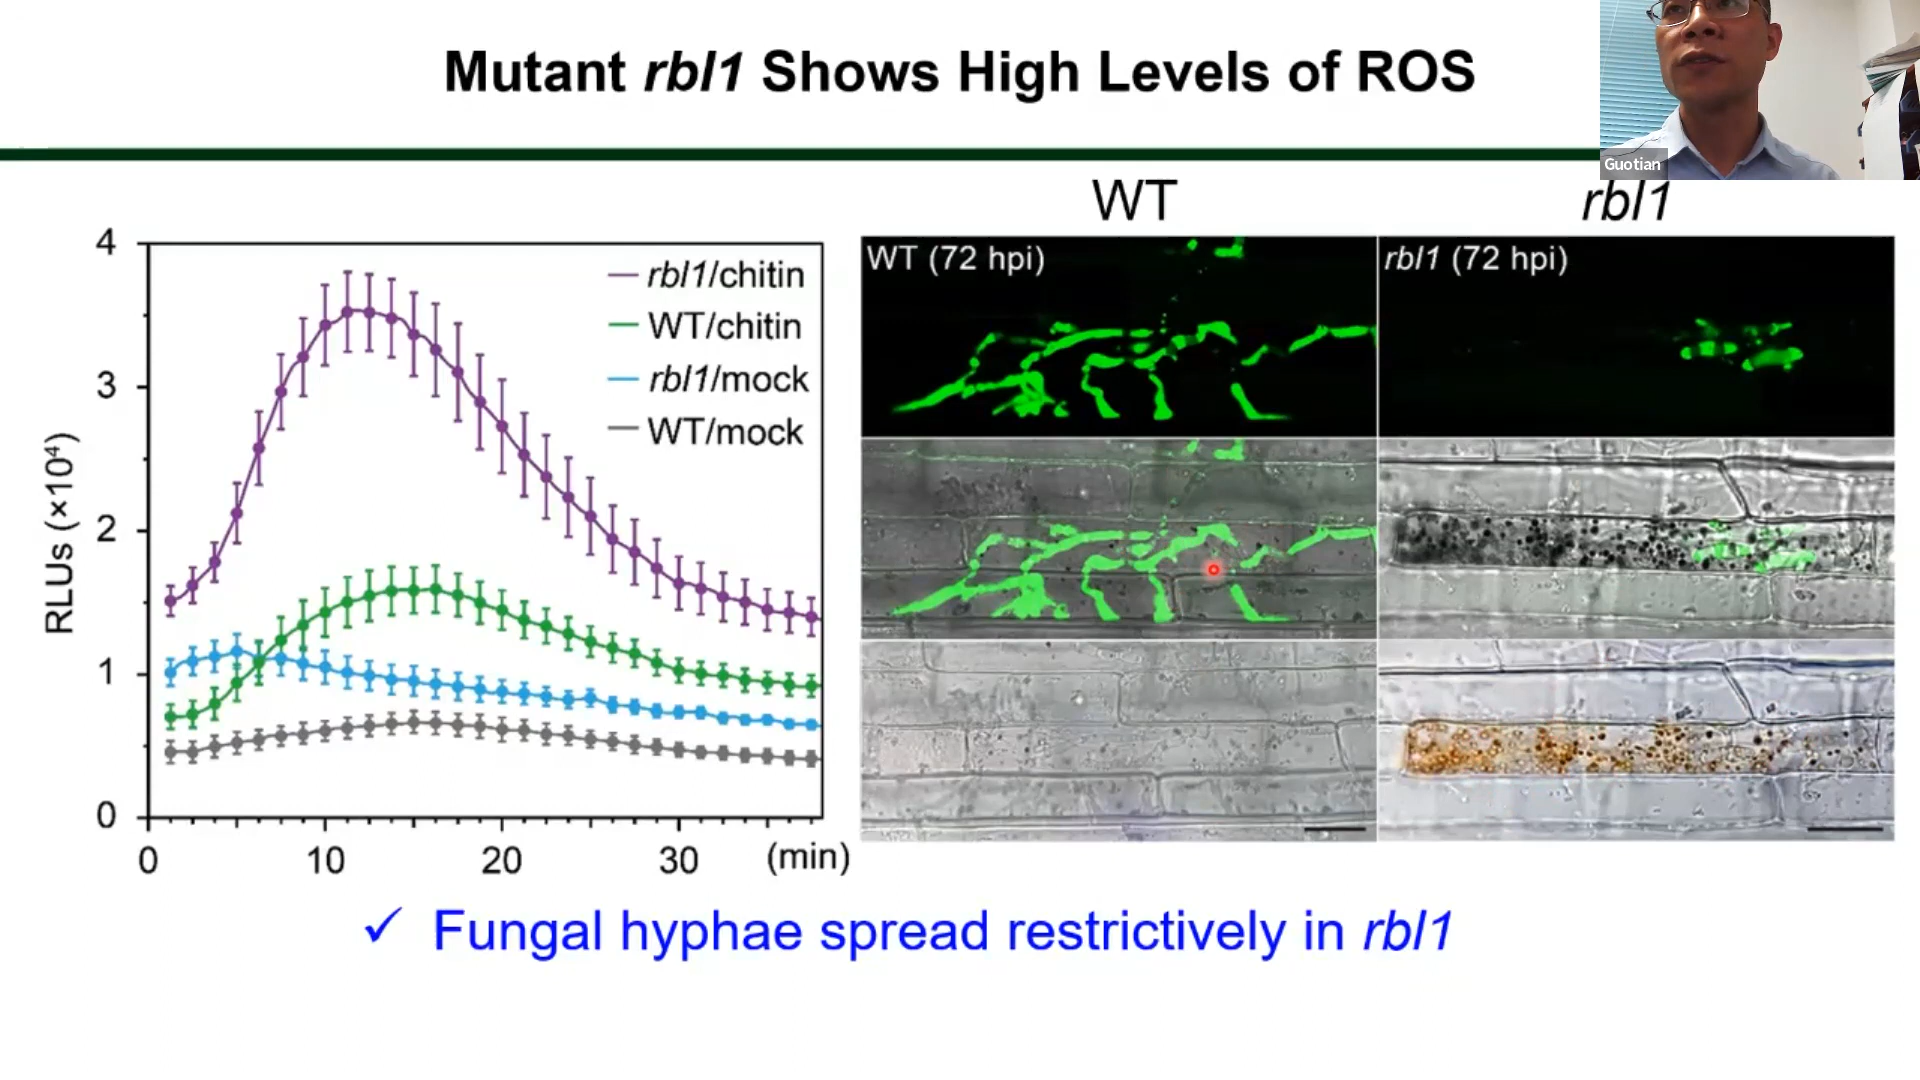 Mutant rbl1 Shows High Levels of ROS
Guotian
WT
rbl1
4
3
2
1
0
RLUs (×10⁴)
rbl1/chitin
WT/chitin
rbl1/mock
WT/mock
0
10
20
30
(min)
WT (72 hpi)
rbl1 (72 hpi)
✓ Fungal hyphae spread restrictively in rbl1